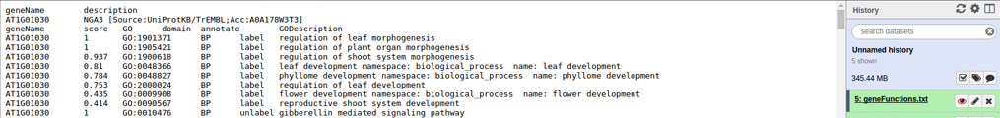 geneName description
AT1G01030 NGA3 [Source:UniProtKB/TrEMBL;Acc:A0A178W3T3]
geneName score GO domain annotate GODescription
AT1G01030 1 GO:1901371 BP label regulation of leaf morphogenesis
AT1G01030 1 GO:1905421 BP label regulation of plant organ morphogenesis
AT1G01030 0.937 GO:1900618 BP label regulation of shoot system morphogenesis
AT1G01030 0.81 GO:0048366 BP label leaf development namespace: biological_process name: leaf development
AT1G01030 0.784 GO:0048827 BP label phyllome development namespace: biological_process name: phyllome development
AT1G01030 0.753 GO:2000024 BP label regulation of leaf development
AT1G01030 0.435 GO:0009908 BP label flower development namespace: biological_process name: flower development
AT1G01030 0.414 GO:0090567 BP label reproductive shoot system development
AT1G01030 1 GO:0010476 BP unlabel gibberellin mediated signaling pathway
History
search datasets
Unnamed history
5 shown
345.44 MB
5: geneFunctions.txt